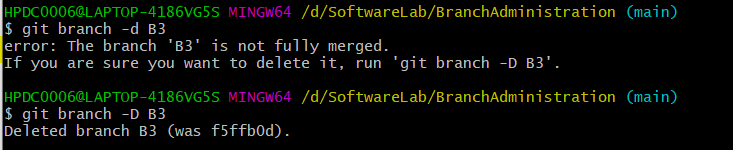 HPDC0006@LAPTOP-4186VG5S MINGW64 /d/SoftwareLab/BranchAdministration (main)
$ git branch -d B3
error: The branch 'B3' is not fully merged.
If you are sure you want to delete it, run 'git branch -D B3'.
HPDC0006@LAPTOP-4186VG5S MINGW64 /d/SoftwareLab/BranchAdministration (main)
$ git branch -D B3
Deleted branch B3 (was f5ffb0d).